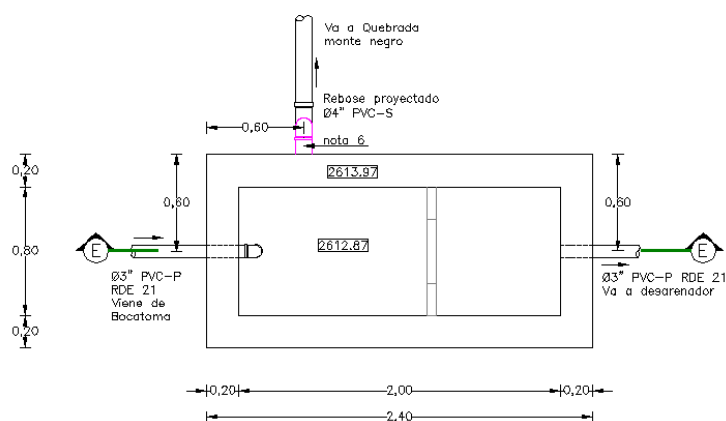 Va a Quebrada
monte negro
Rebose proyectado
Ø4" PVC-S
0,60
nota 6
0,20
2613.97
0,60
0,60
0,80
2612.87
E
E
Ø3" PVC-P
RDE 21
Viene de
Bocatoma
Ø3" PVC-P RDE 21
Va a desarenador
0,20
0,20
2,00
0,20
2,40